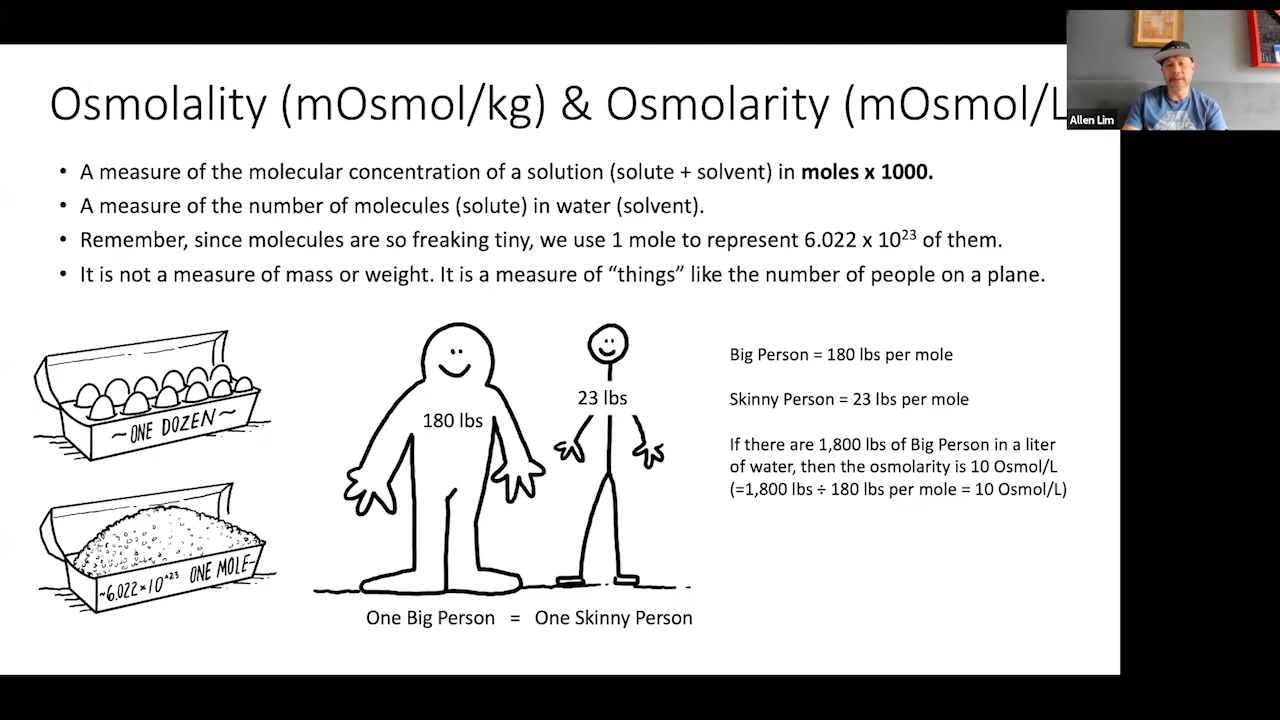 Osmolality (mOsmol/kg) & Osmolarity (mOsmol/L
Allen Lim
• A measure of the molecular concentration of a solution (solute + solvent) in moles x 1000.
• A measure of the number of molecules (solute) in water (solvent).
• Remember, since molecules are so freaking tiny, we use 1 mole to represent 6.022 x 10²³ of them.
• It is not a measure of mass or weight. It is a measure of “things” like the number of people on a plane.
~ONE DOZEN~
~6.022×10^23 ONE MOLE~
180 lbs
23 lbs
One Big Person = One Skinny Person
Big Person = 180 lbs per mole
Skinny Person = 23 lbs per mole
If there are 1,800 lbs of Big Person in a liter
of water, then the osmolarity is 10 Osmol/L
(=1,800 lbs ÷ 180 lbs per mole = 10 Osmol/L)